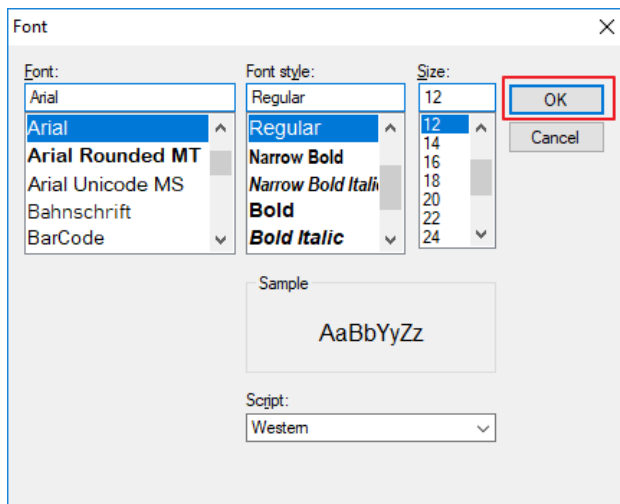 Font
Font:
Arial
Arial
Arial Rounded MT
Arial Unicode MS
Bahnschrift
BarCode
Font style:
Regular
Regular
Narrow Bold
Narrow Bold Itali
Bold
Bold Italic
Size:
12
12
14
16
18
20
22
24
OK
Cancel
Sample
AaBbYyZz
Script:
Western